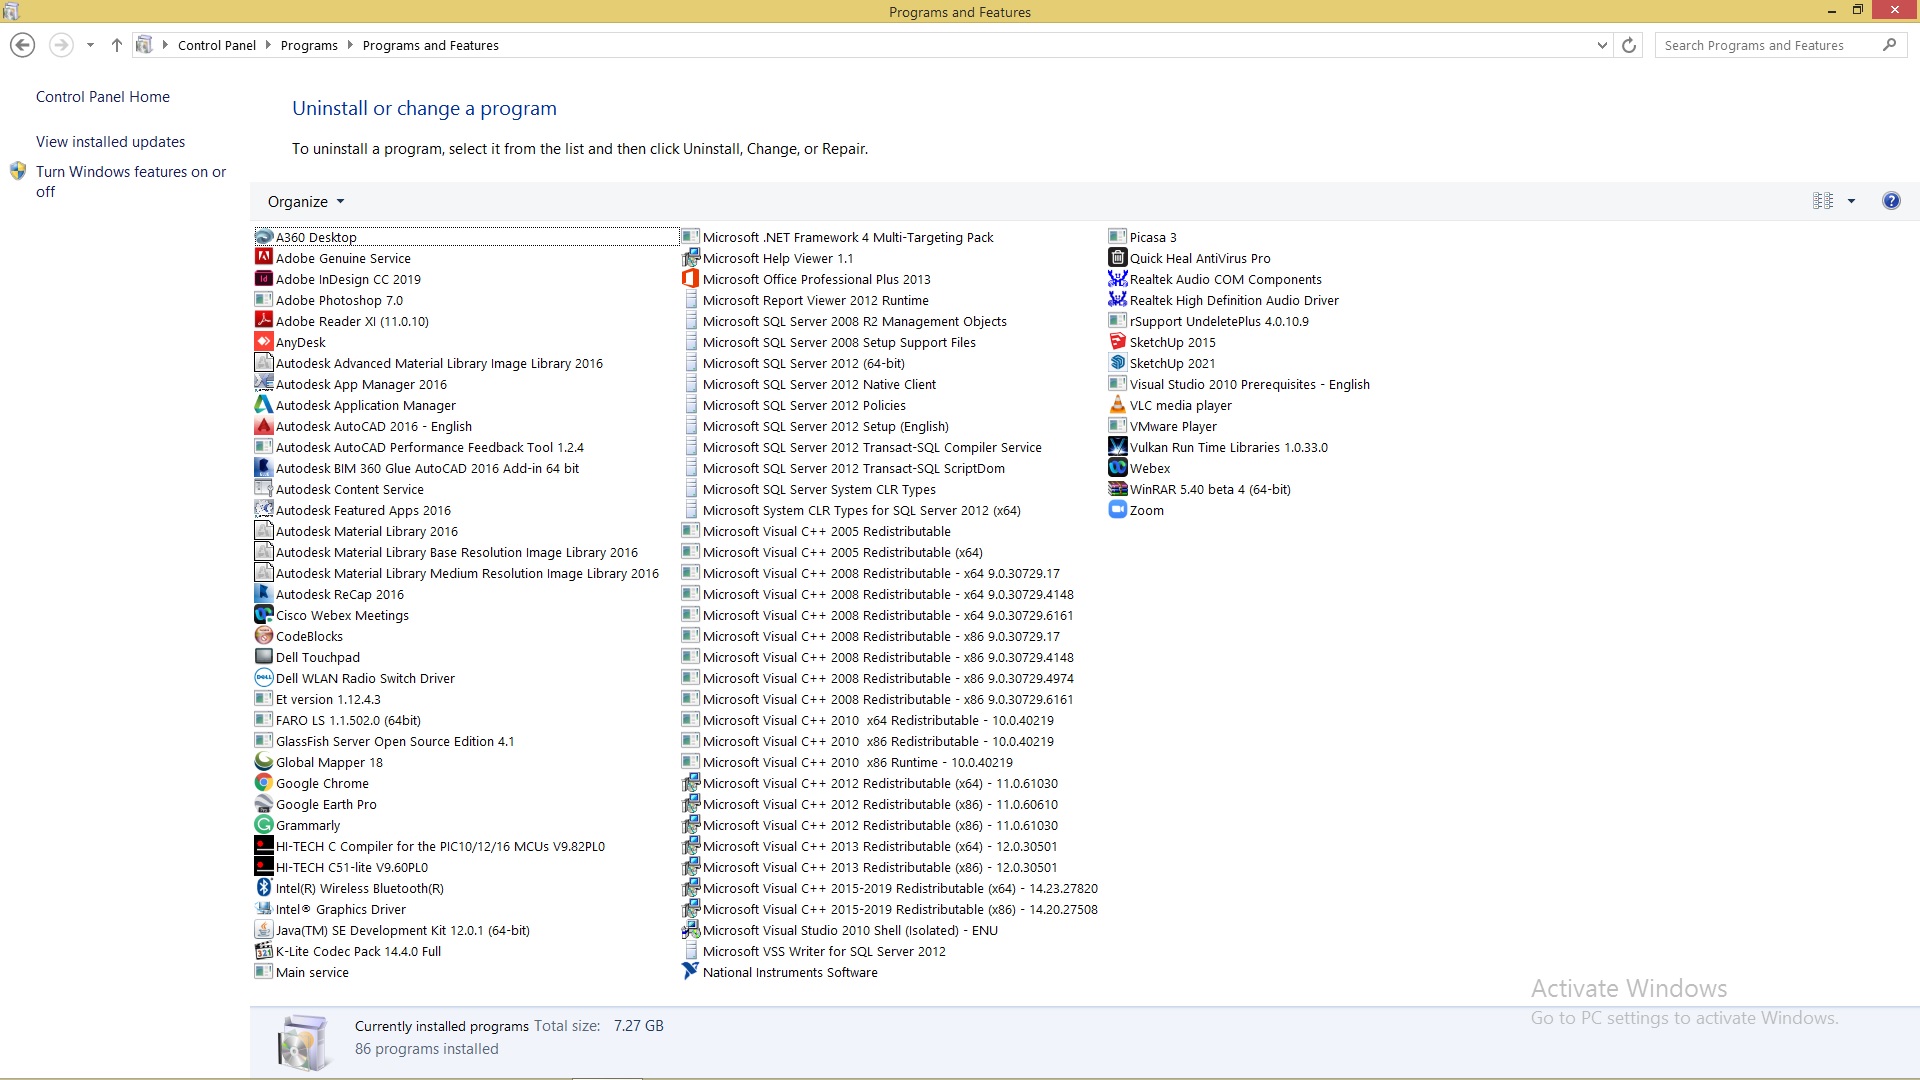 Programs and Features
Control Panel
Programs
Programs and Features
Search Programs and Features
Control Panel Home
View installed updates
Turn Windows features on or
off
Uninstall or change a program
To uninstall a program, select it from the list and then click Uninstall, Change, or Repair.
Organize
A360 Desktop
Adobe Genuine Service
Adobe InDesign CC 2019
Adobe Photoshop 7.0
Adobe Reader XI (11.0.10)
AnyDesk
Autodesk Advanced Material Library Image Library 2016
Autodesk App Manager 2016
Autodesk Application Manager
Autodesk AutoCAD 2016 - English
Autodesk AutoCAD Performance Feedback Tool 1.2.4
Autodesk BIM 360 Glue AutoCAD 2016 Add-in 64 bit
Autodesk Content Service
Autodesk Featured Apps 2016
Autodesk Material Library 2016
Autodesk Material Library Base Resolution Image Library 2016
Autodesk Material Library Medium Resolution Image Library 2016
Autodesk ReCap 2016
Cisco Webex Meetings
CodeBlocks
Dell Touchpad
Dell WLAN Radio Switch Driver
Et version 1.12.4.3
FARO LS 1.1.502.0 (64bit)
GlassFish Server Open Source Edition 4.1
Global Mapper 18
Google Chrome
Google Earth Pro
Grammarly
HI-TECH C Compiler for the PIC10/12/16 MCUs V9.82PL0
HI-TECH C51-lite V9.60PL0
Intel(R) Wireless Bluetooth(R)
Intel® Graphics Driver
Java(TM) SE Development Kit 12.0.1 (64-bit)
K-Lite Codec Pack 14.4.0 Full
Main service
Microsoft .NET Framework 4 Multi-Targeting Pack
Microsoft Help Viewer 1.1
Microsoft Office Professional Plus 2013
Microsoft Report Viewer 2012 Runtime
Microsoft SQL Server 2008 R2 Management Objects
Microsoft SQL Server 2008 Setup Support Files
Microsoft SQL Server 2012 (64-bit)
Microsoft SQL Server 2012 Native Client
Microsoft SQL Server 2012 Policies
Microsoft SQL Server 2012 Setup (English)
Microsoft SQL Server 2012 Transact-SQL Compiler Service
Microsoft SQL Server 2012 Transact-SQL ScriptDom
Microsoft SQL Server System CLR Types
Microsoft System CLR Types for SQL Server 2012 (x64)
Microsoft Visual C++ 2005 Redistributable
Microsoft Visual C++ 2005 Redistributable (x64)
Microsoft Visual C++ 2008 Redistributable - x64 9.0.30729.17
Microsoft Visual C++ 2008 Redistributable - x64 9.0.30729.4148
Microsoft Visual C++ 2008 Redistributable - x64 9.0.30729.6161
Microsoft Visual C++ 2008 Redistributable - x86 9.0.30729.17
Microsoft Visual C++ 2008 Redistributable - x86 9.0.30729.4148
Microsoft Visual C++ 2008 Redistributable - x86 9.0.30729.4974
Microsoft Visual C++ 2008 Redistributable - x86 9.0.30729.6161
Microsoft Visual C++ 2010  x64 Redistributable - 10.0.40219
Microsoft Visual C++ 2010  x86 Redistributable - 10.0.40219
Microsoft Visual C++ 2010  x86 Runtime - 10.0.40219
Microsoft Visual C++ 2012 Redistributable (x64) - 11.0.61030
Microsoft Visual C++ 2012 Redistributable (x86) - 11.0.60610
Microsoft Visual C++ 2012 Redistributable (x86) - 11.0.61030
Microsoft Visual C++ 2013 Redistributable (x64) - 12.0.30501
Microsoft Visual C++ 2013 Redistributable (x86) - 12.0.30501
Microsoft Visual C++ 2015-2019 Redistributable (x64) - 14.23.27820
Microsoft Visual C++ 2015-2019 Redistributable (x86) - 14.20.27508
Microsoft Visual Studio 2010 Shell (Isolated) - ENU
Microsoft VSS Writer for SQL Server 2012
National Instruments Software
Picasa 3
Quick Heal AntiVirus Pro
Realtek Audio COM Components
Realtek High Definition Audio Driver
rSupport UndeletePlus 4.0.10.9
SketchUp 2015
SketchUp 2021
Visual Studio 2010 Prerequisites - English
VLC media player
VMware Player
Vulkan Run Time Libraries 1.0.33.0
Webex
WinRAR 5.40 beta 4 (64-bit)
Zoom
Activate Windows
Go to PC settings to activate Windows.
Currently installed programs Total size: 7.27 GB
86 programs installed